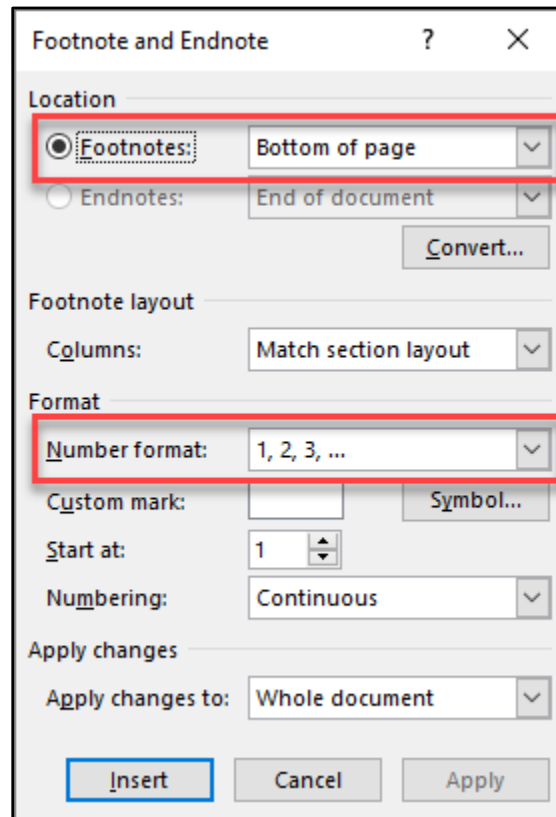 Footnote and Endnote ?
Location
Footnotes: Bottom of page
Endnotes: End of document
Convert...
Footnote layout
Columns: Match section layout
Format
Number format: 1, 2, 3, ...
Custom mark: Symbol...
Start at: 1
Numbering: Continuous
Apply changes
Apply changes to: Whole document
Insert Cancel Apply